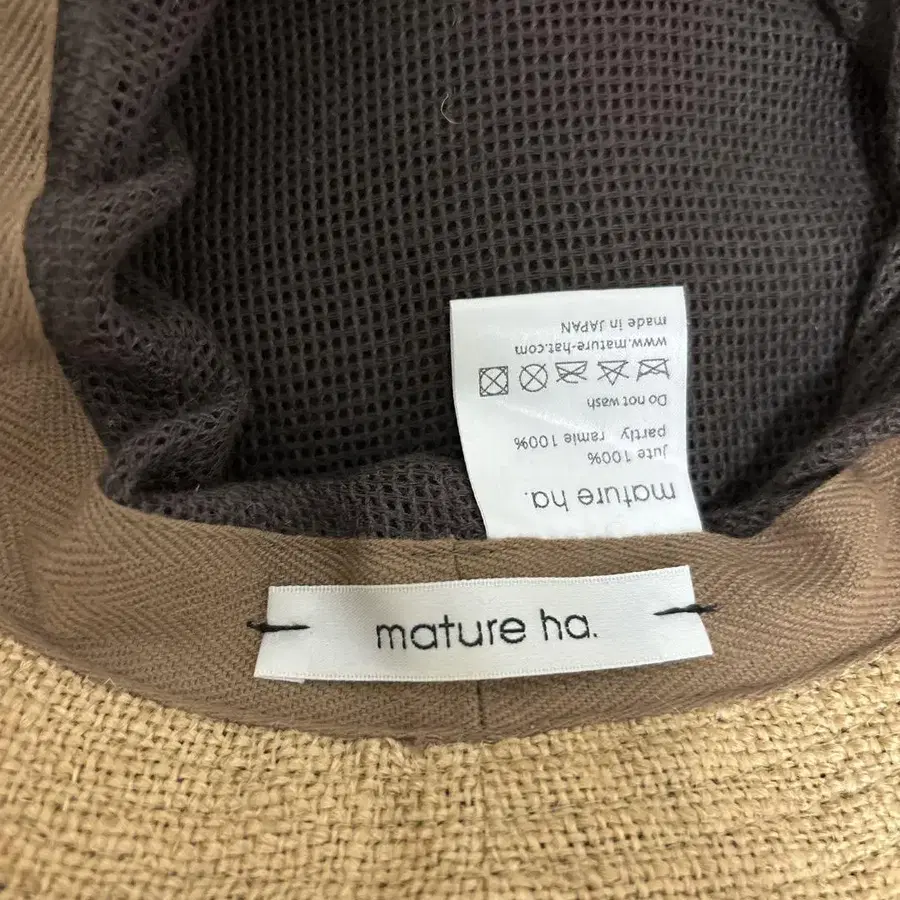 mature ha.
Jute 100%
partly ramie 100%
Do not wash
www.mature-hat.com
made in JAPAN
mature ha.